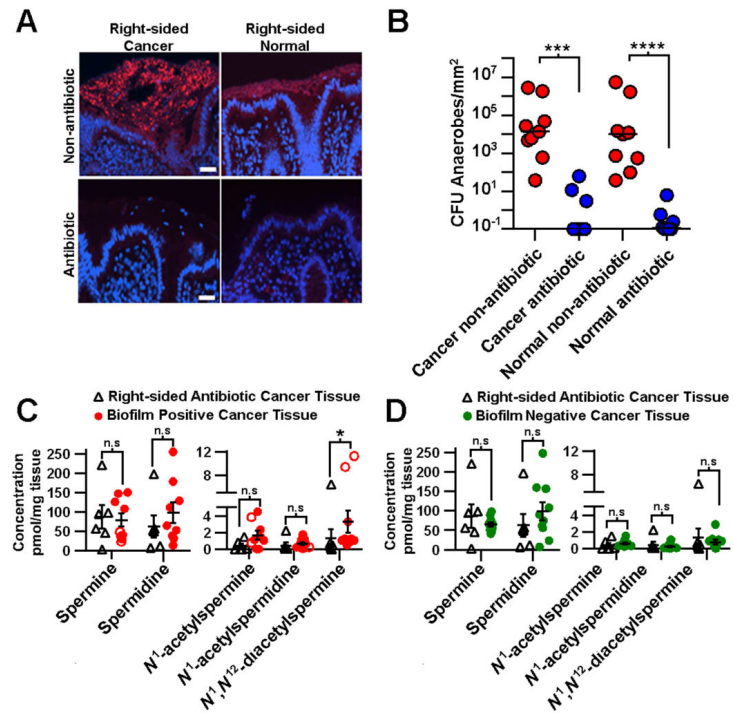 A
Right-sided Cancer
Right-sided Normal
Non-antibiotic
Antibiotic
B
CFU Anaerobes/mm²
10⁷
10⁵
10³
10¹
10⁻¹
***
****
Cancer non-antibiotic
Cancer antibiotic
Normal non-antibiotic
Normal antibiotic
C
△ Right-sided Antibiotic Cancer Tissue
● Biofilm Positive Cancer Tissue
Concentration
pmol/mg tissue
250
200
150
100
50
0
n.s
n.s
12
8
4
2
0
n.s
n.s
*
Spermine
Spermidine
N¹-acetylspermine
N¹-acetylspermidine
N¹,N¹²-diacetylspermine
D
△ Right-sided Antibiotic Cancer Tissue
● Biofilm Negative Cancer Tissue
Concentration
pmol/mg tissue
250
200
150
100
50
0
n.s
n.s
12
8
4
2
0
n.s
n.s
n.s
Spermine
Spermidine
N¹-acetylspermine
N¹-acetylspermidine
N¹,N¹²-diacetylspermine